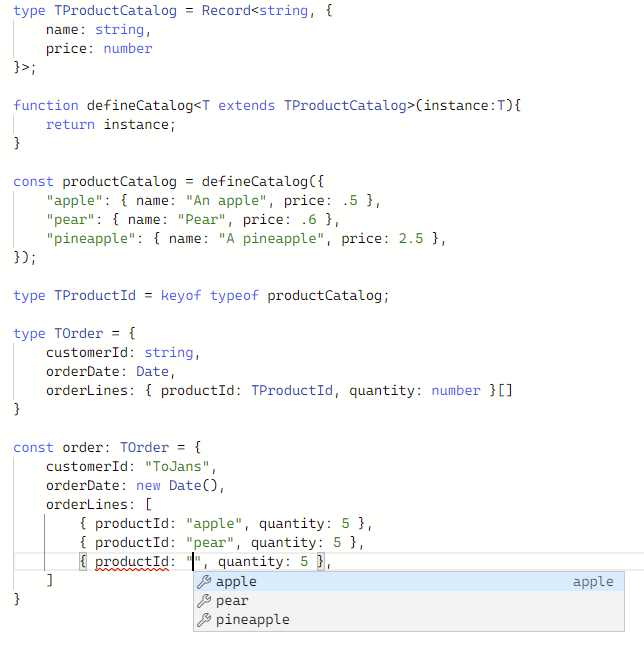 type TProductCatalog = Record<string, {
    name: string,
    price: number
}>;

function defineCatalog<T extends TProductCatalog>(instance:T){
    return instance;
}

const productCatalog = defineCatalog({
    "apple": { name: "An apple", price: .5 },
    "pear": { name: "Pear", price: .6 },
    "pineapple": { name: "A pineapple", price: 2.5 },
});

type TProductId = keyof typeof productCatalog;

type TOrder = {
    customerId: string,
    orderDate: Date,
    orderLines: { productId: TProductId, quantity: number }[]
}

const order: TOrder = {
    customerId: "ToJans",
    orderDate: new Date(),
    orderLines: [
        { productId: "apple", quantity: 5 },
        { productId: "pear", quantity: 5 },
        { productId: "", quantity: 5 },
    ]
apple apple
pear
pineapple
}